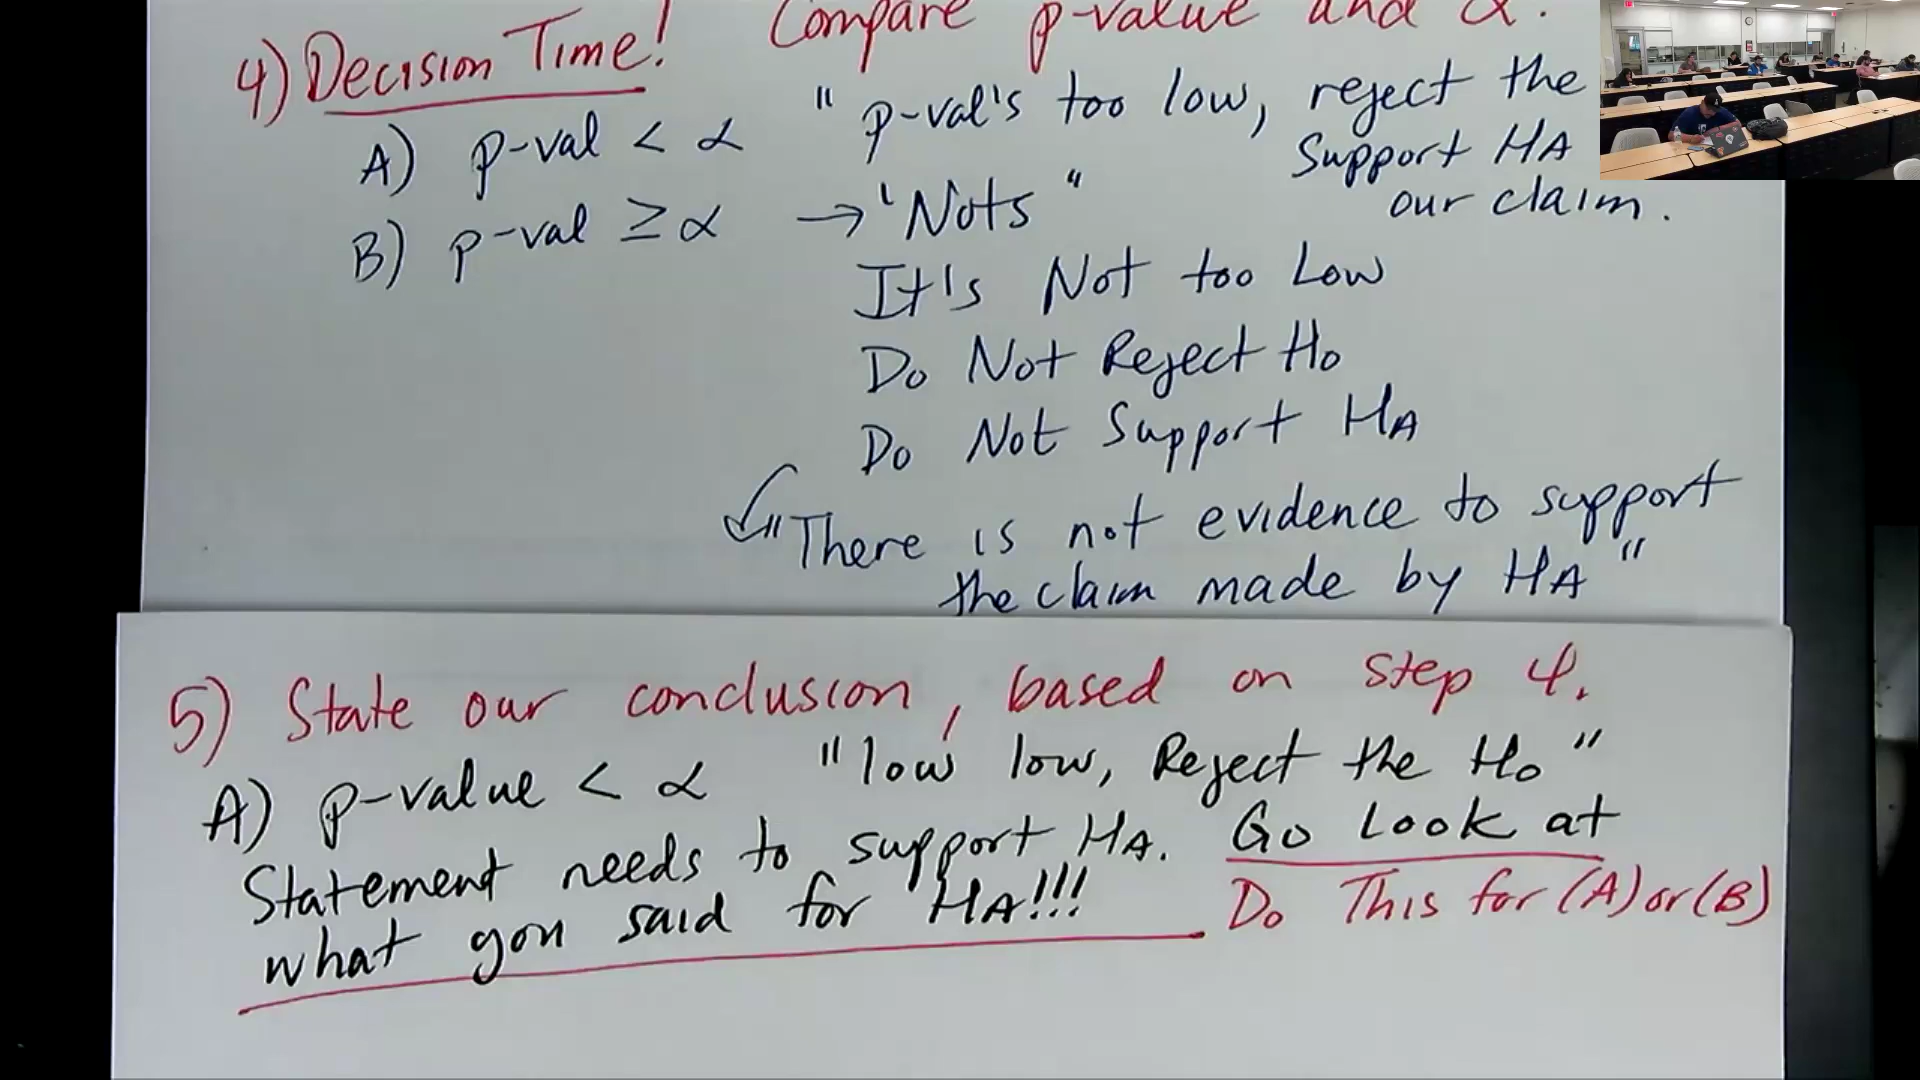 4) Decision Time! Compare p-value and α.
A) p-val < α "p-val's too low, reject the
Support HA
our claim.
B) p-val ≥ α → 'Nots "
It's Not too Low
Do Not Reject Ho
Do Not Support HA
"There is not evidence to support
the claim made by HA"
5) State our conclusion, based on step 4.
A) p-value < α "low low, Reject the Ho"
Statement needs to support HA. Go Look at
what you said for HA!!! Do This for (A) or (B)